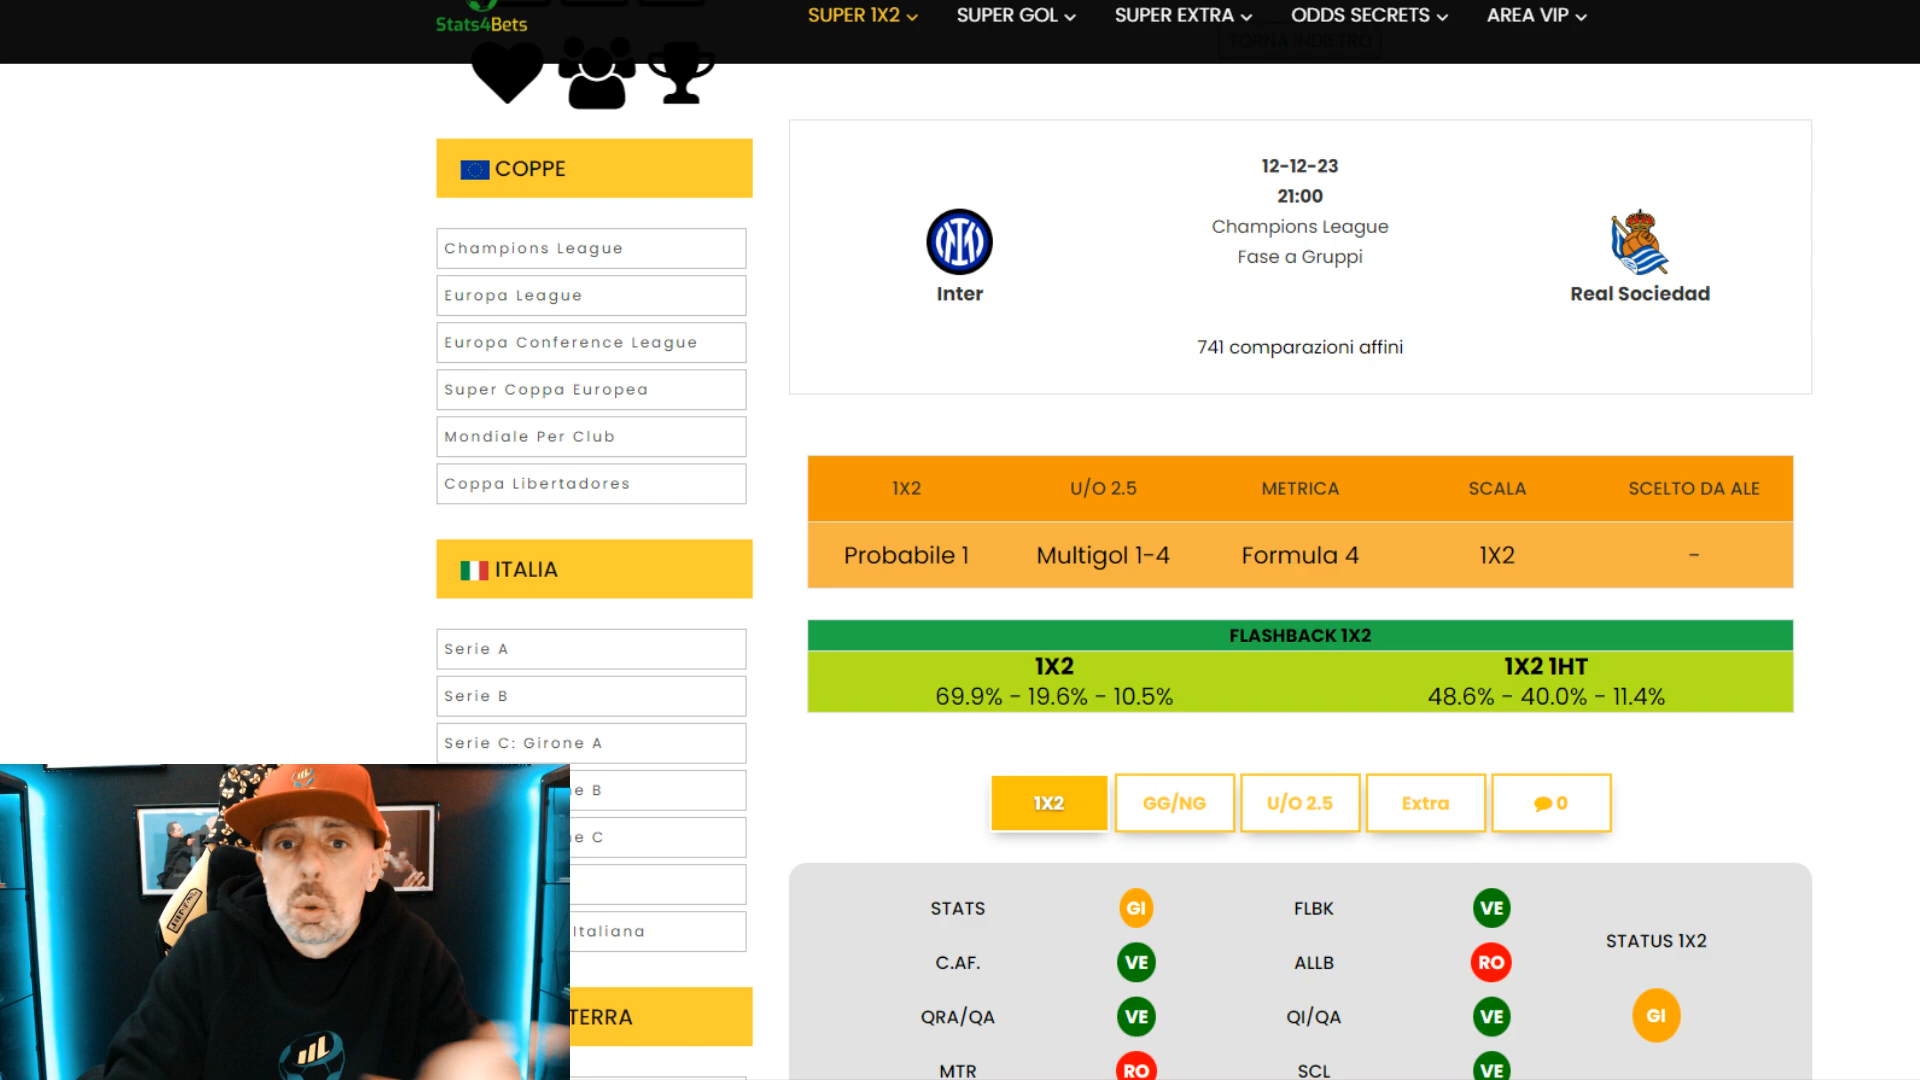 Stats4Bets
SUPER 1X2
SUPER GOL
SUPER EXTRA
ODDS SECRETS
AREA VIP
TORNA INDIETRO
COPPE
Champions League
Europa League
Europa Conference League
Super Coppa Europea
Mondiale Per Club
Coppa Libertadores
ITALIA
Serie A
Serie B
Serie C: Girone A
e B
e C
Italiana
TERRA
12-12-23
21:00
Champions League
Fase a Gruppi
Inter
Real Sociedad
741 comparazioni affini
1X2 U/O 2.5 METRICA SCALA SCELTO DA ALE
Probabile 1 Multigol 1-4 Formula 4 1X2 -
FLASHBACK 1X2
1X2 1X2 1HT
69.9% - 19.6% - 10.5% 48.6% - 40.0% - 11.4%
1X2 GG/NG U/O 2.5 Extra 0
STATS GI FLBK VE
STATUS 1X2
C.AF. VE ALLB RO
QRA/QA VE QI/QA VE GI
MTR RO SCL VE